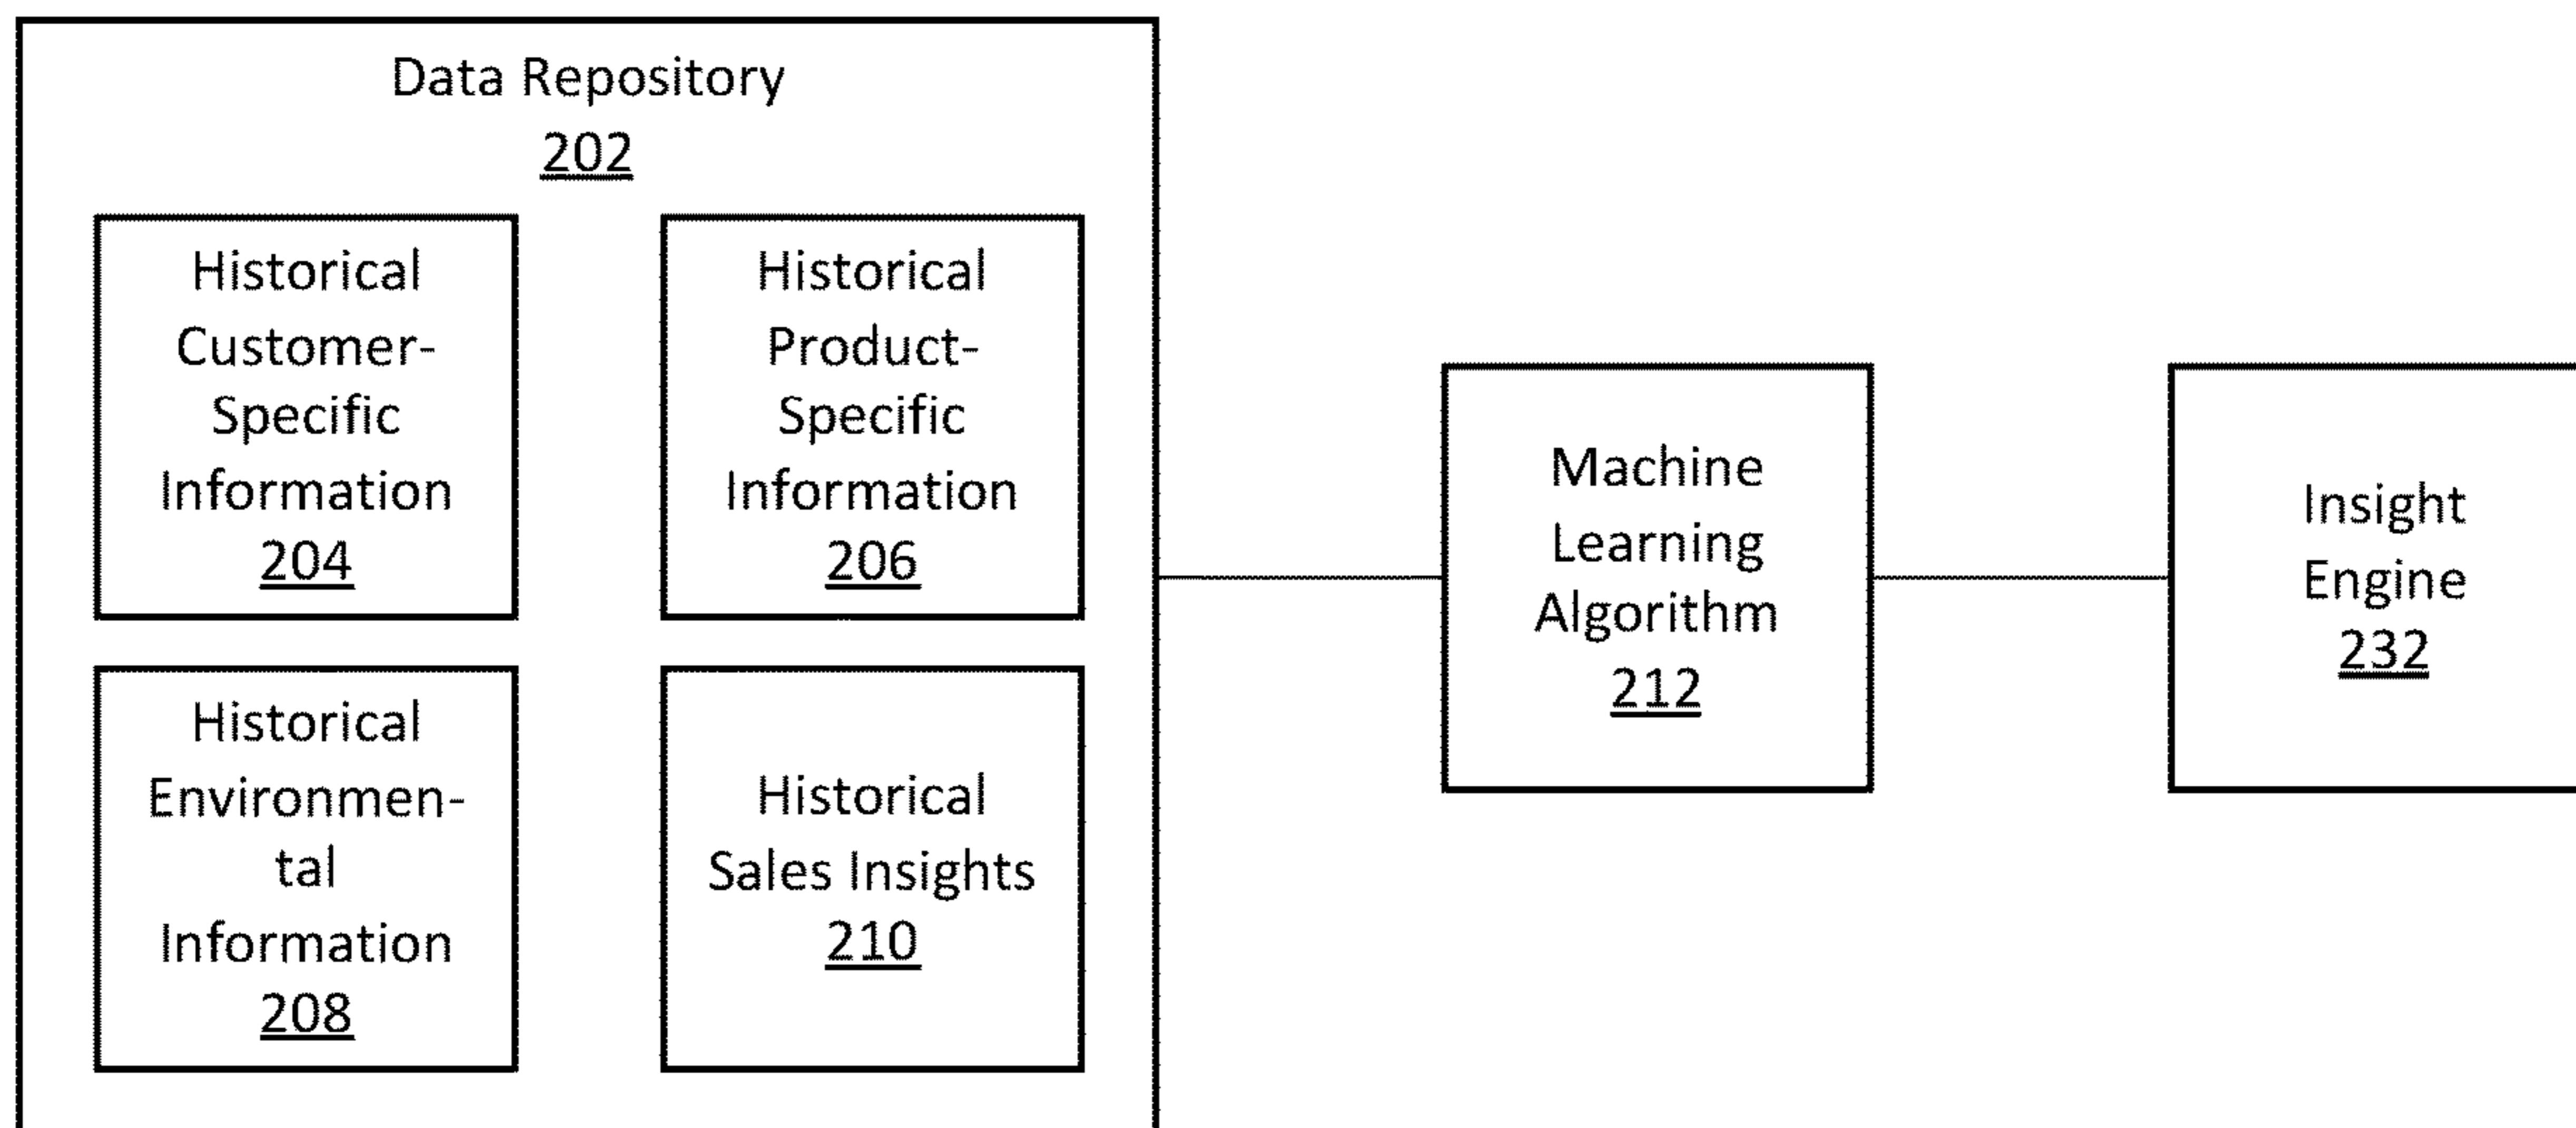 Data Repository
202
Historical
Customer-
Specific
Information
204
Historical
Product-
Specific
Information
206
Historical
Environmen-
tal
Information
208
Historical
Sales Insights
210
Machine
Learning
Algorithm
212
Insight
Engine
232